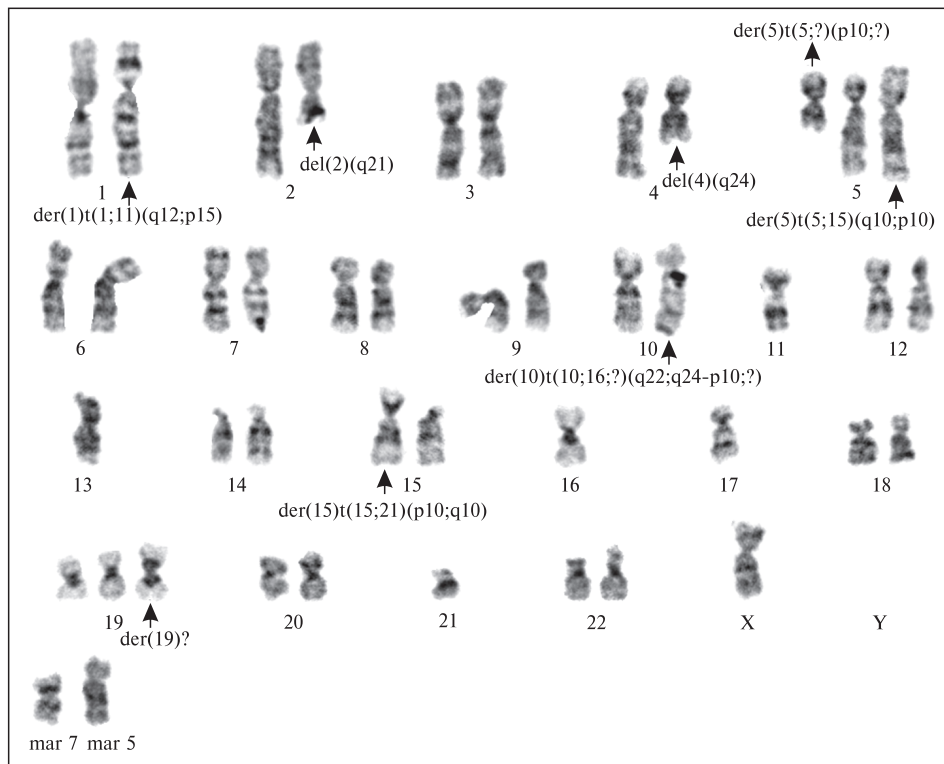 der(5)t(5;?)(p10;?)
del(2)(q21)
del(4)(q24)
1
2
3
4
5
der(1)t(1;11)(q12;p15)
der(5)t(5;15)(q10;p10)
6
7
8
9
10
11
12
der(10)t(10;16;?)(q22;q24-p10;?)
13
14
15
16
17
18
der(15)t(15;21)(p10;q10)
19
20
21
22
X
Y
der(19)?
mar 7 mar 5